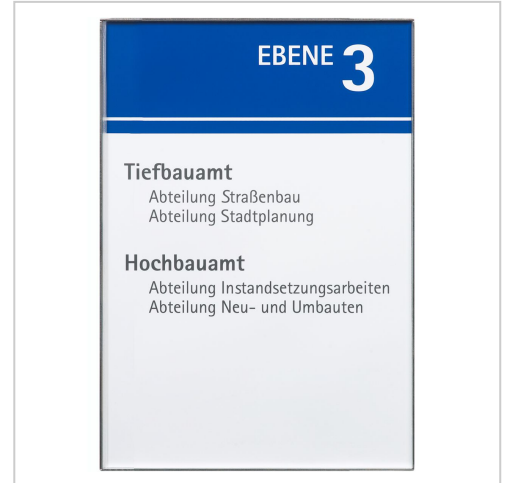 EBENE 3
Tiefbauamt
Abteilung Straßenbau
Abteilung Stadtplanung
Hochbauamt
Abteilung Instandsetzungsarbeiten
Abteilung Neu- und Umbauten